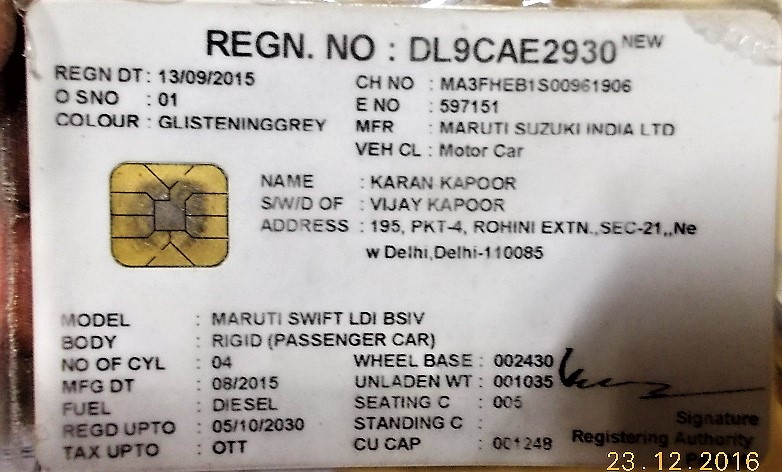 REGN. NO : DL9CAE2930 NEW
REGN DT : 13/09/2015
O SNO : 01
COLOUR : GLISTENINGGREY
CH NO : MA3FHEB1S00961906
E NO : 597151
MFR : MARUTI SUZUKI INDIA LTD
VEH CL : Motor Car
NAME : KARAN KAPOOR
S/W/D OF : VIJAY KAPOOR
ADDRESS : 195, PKT-4, ROHINI EXTN.,SEC-21,,Ne
w Delhi,Delhi-110085
MODEL : MARUTI SWIFT LDI BSIV
BODY : RIGID (PASSENGER CAR)
NO OF CYL : 04
MFG DT : 08/2015
FUEL : DIESEL
REGD UPTO : 05/10/2030
TAX UPTO : OTT
WHEEL BASE : 002430
UNLADEN WT : 001035
SEATING C : 005
STANDING C :
CU CAP : 001248
Signature
Registering Authority
23.12.2016